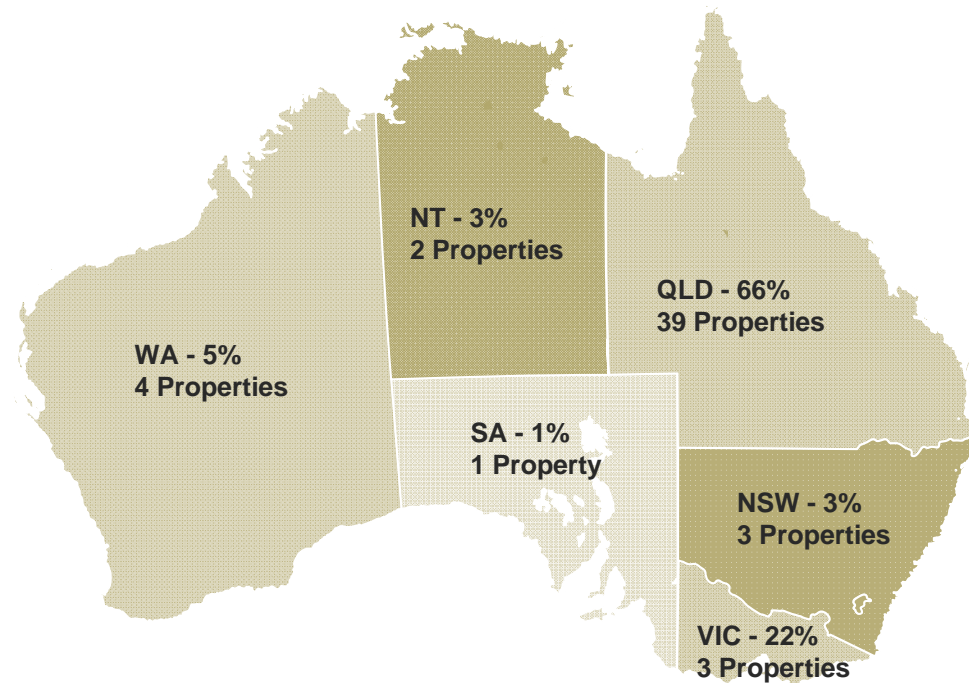 NT - 3%
2 Properties
QLD - 66%
39 Properties
WA - 5%
4 Properties
SA - 1%
1 Property
NSW - 3%
3 Properties
VIC - 22%
3 Properties